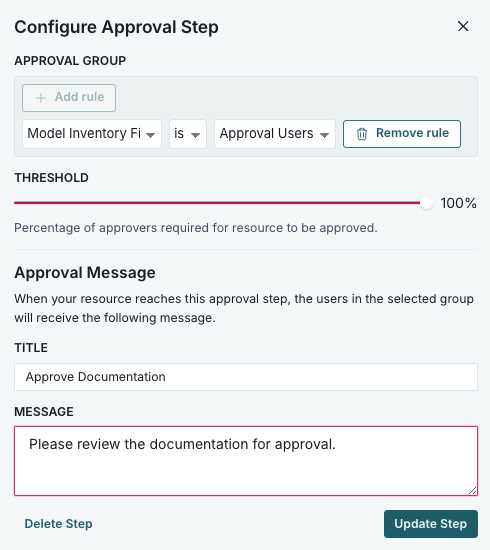 Configure Approval Step
APPROVAL GROUP
Add rule
Model Inventory Fi
is
Approval Users
Remove rule
THRESHOLD
100%
Percentage of approvers required for resource to be approved.
Approval Message
When your resource reaches this approval step, the users in the selected group
will receive the following message.
TITLE
Approve Documentation
MESSAGE
Please review the documentation for approval.
Delete Step
Update Step